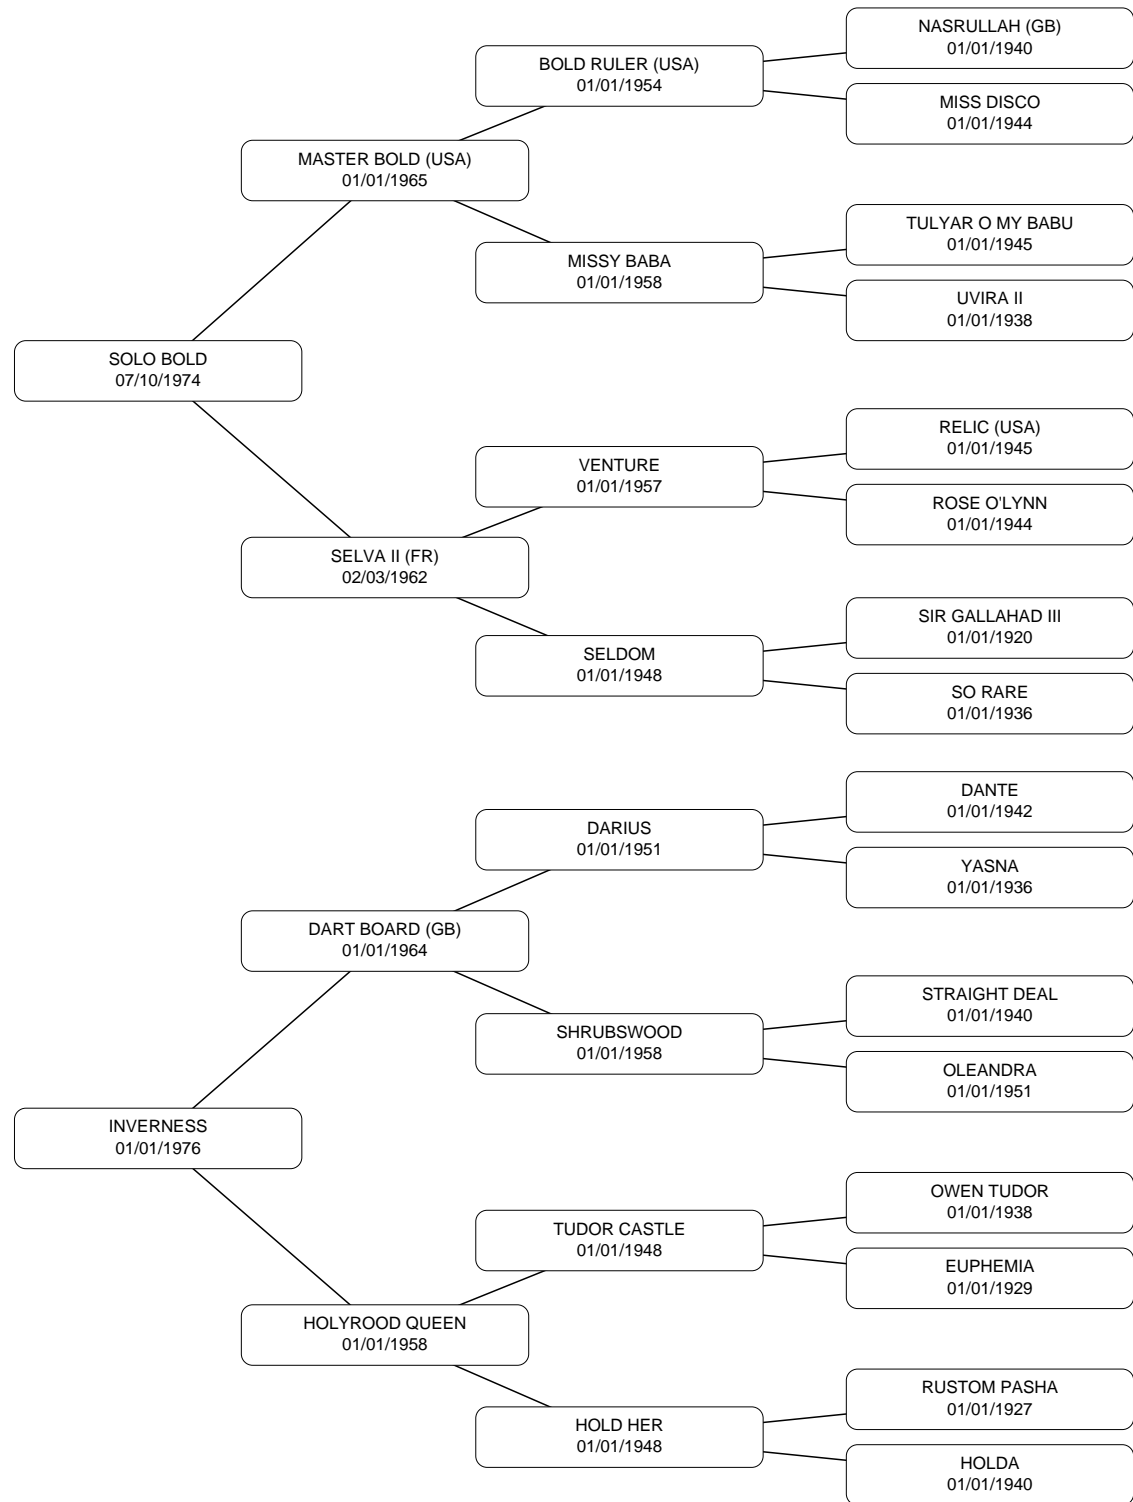 NASRULLAH (GB)
01/01/1940
BOLD RULER (USA)
01/01/1954
MISS DISCO
01/01/1944
MASTER BOLD (USA)
01/01/1965
TULYAR O MY BABU
01/01/1945
MISSY BABA
01/01/1958
UVIRA II
01/01/1938
SOLO BOLD
07/10/1974
RELIC (USA)
01/01/1945
VENTURE
01/01/1957
ROSE O'LYNN
01/01/1944
SELVA II (FR)
02/03/1962
SIR GALLAHAD III
01/01/1920
SELDOM
01/01/1948
SO RARE
01/01/1936
DANTE
01/01/1942
DARIUS
01/01/1951
YASNA
01/01/1936
DART BOARD (GB)
01/01/1964
STRAIGHT DEAL
01/01/1940
SHRUBSWOOD
01/01/1958
OLEANDRA
01/01/1951
INVERNESS
01/01/1976
OWEN TUDOR
01/01/1938
TUDOR CASTLE
01/01/1948
EUPHEMIA
01/01/1929
HOLYROOD QUEEN
01/01/1958
RUSTOM PASHA
01/01/1927
HOLD HER
01/01/1948
HOLDA
01/01/1940